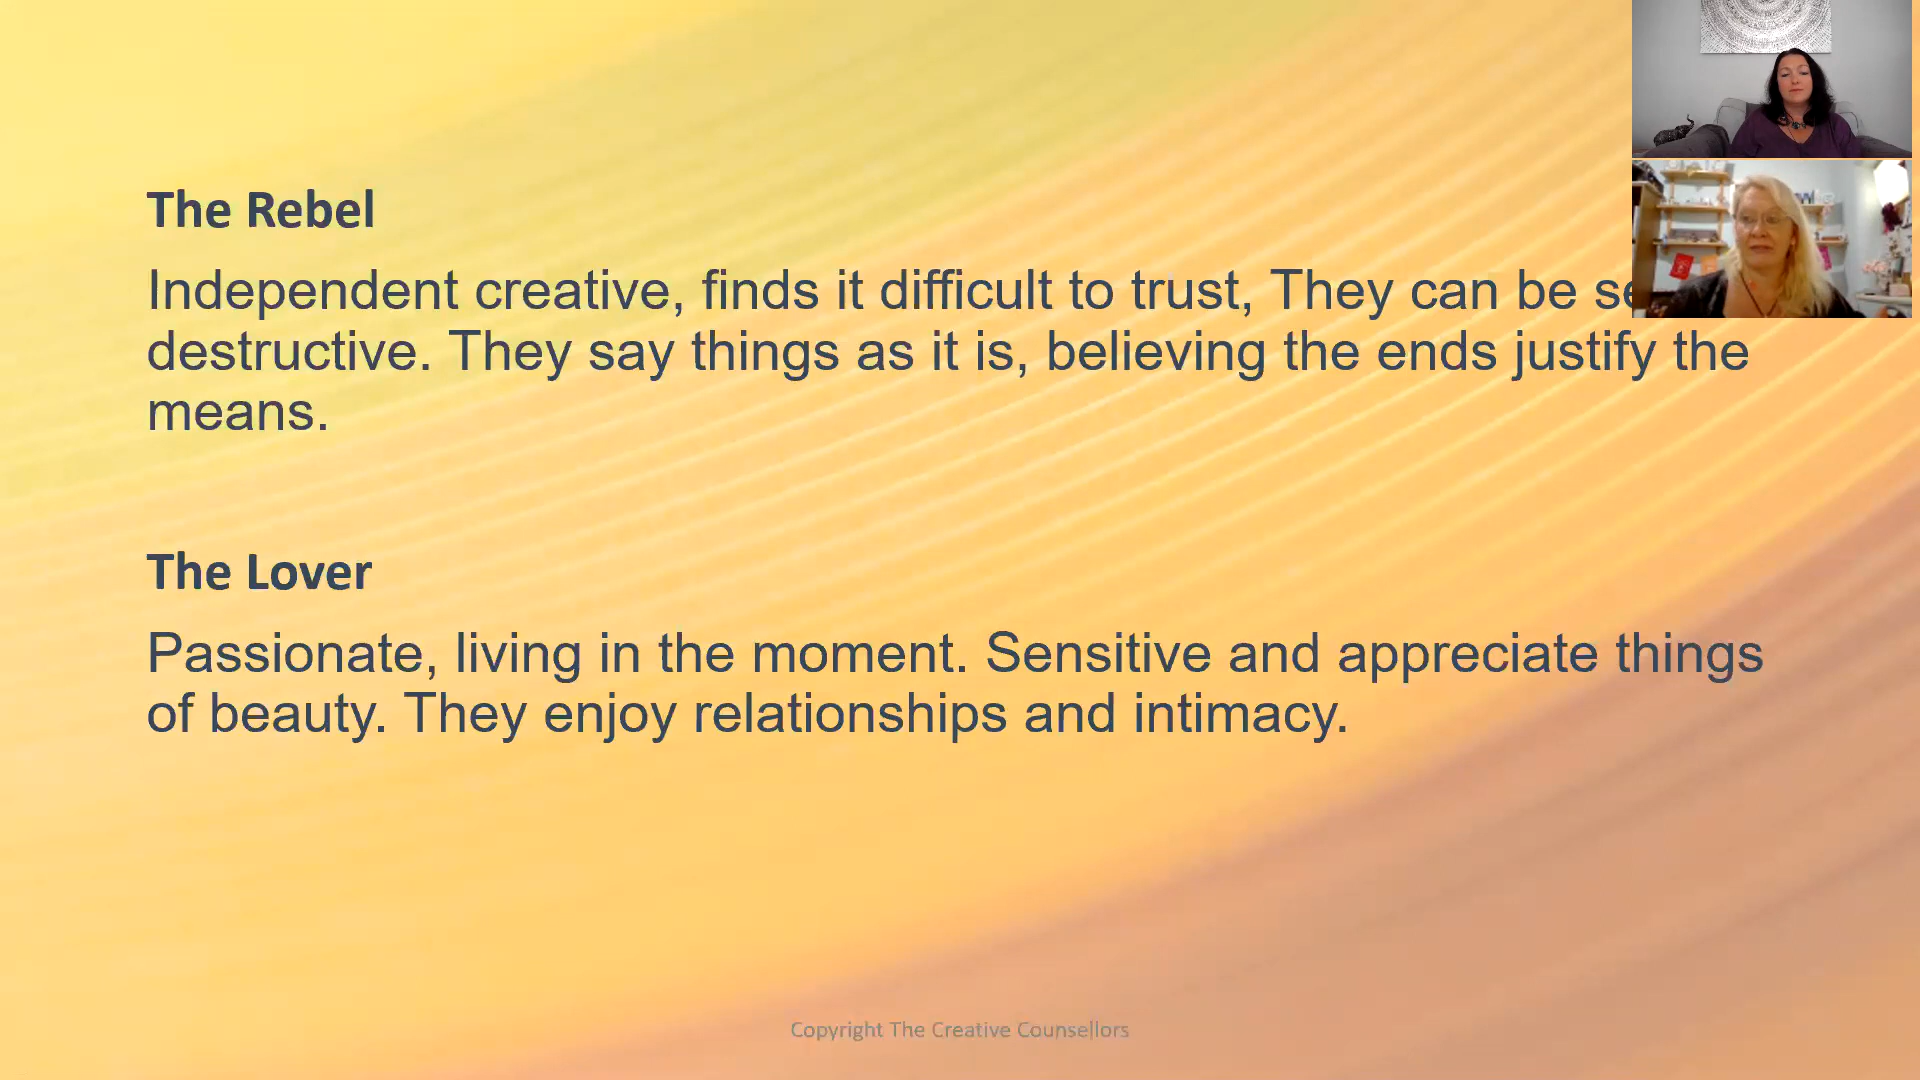 The Rebel
Independent creative, finds it difficult to trust, They can be
destructive. They say things as it is, believing the ends justify the
means.
The Lover
Passionate, living in the moment. Sensitive and appreciate things
of beauty. They enjoy relationships and intimacy.
Copyright The Creative Counsellors